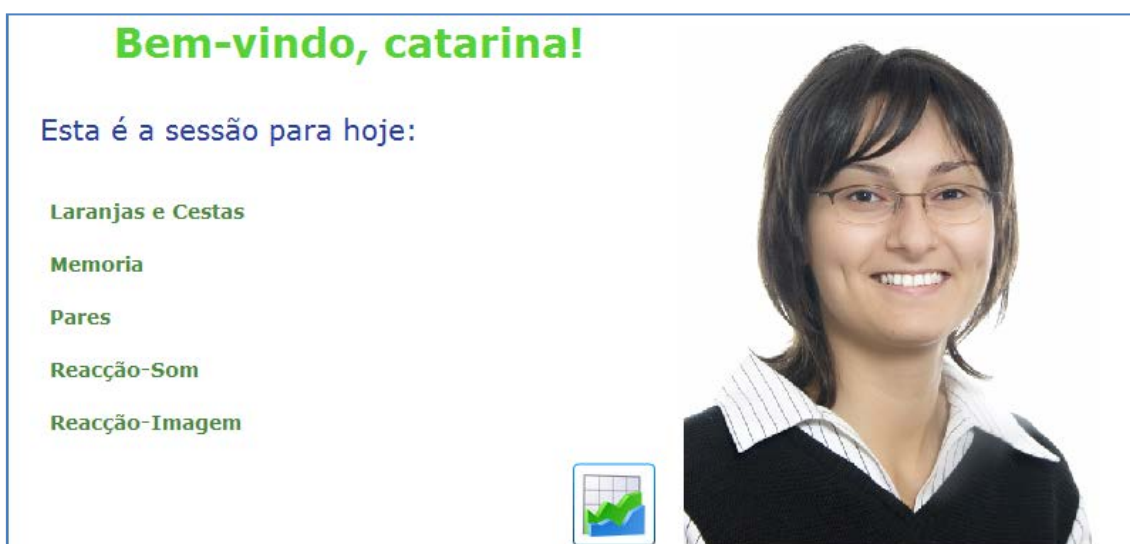 Bem-vindo, catarina!
Esta é a sessão para hoje:
Laranjas e Cestas
Memoria
Pares
Reacção-Som
Reacção-Imagem